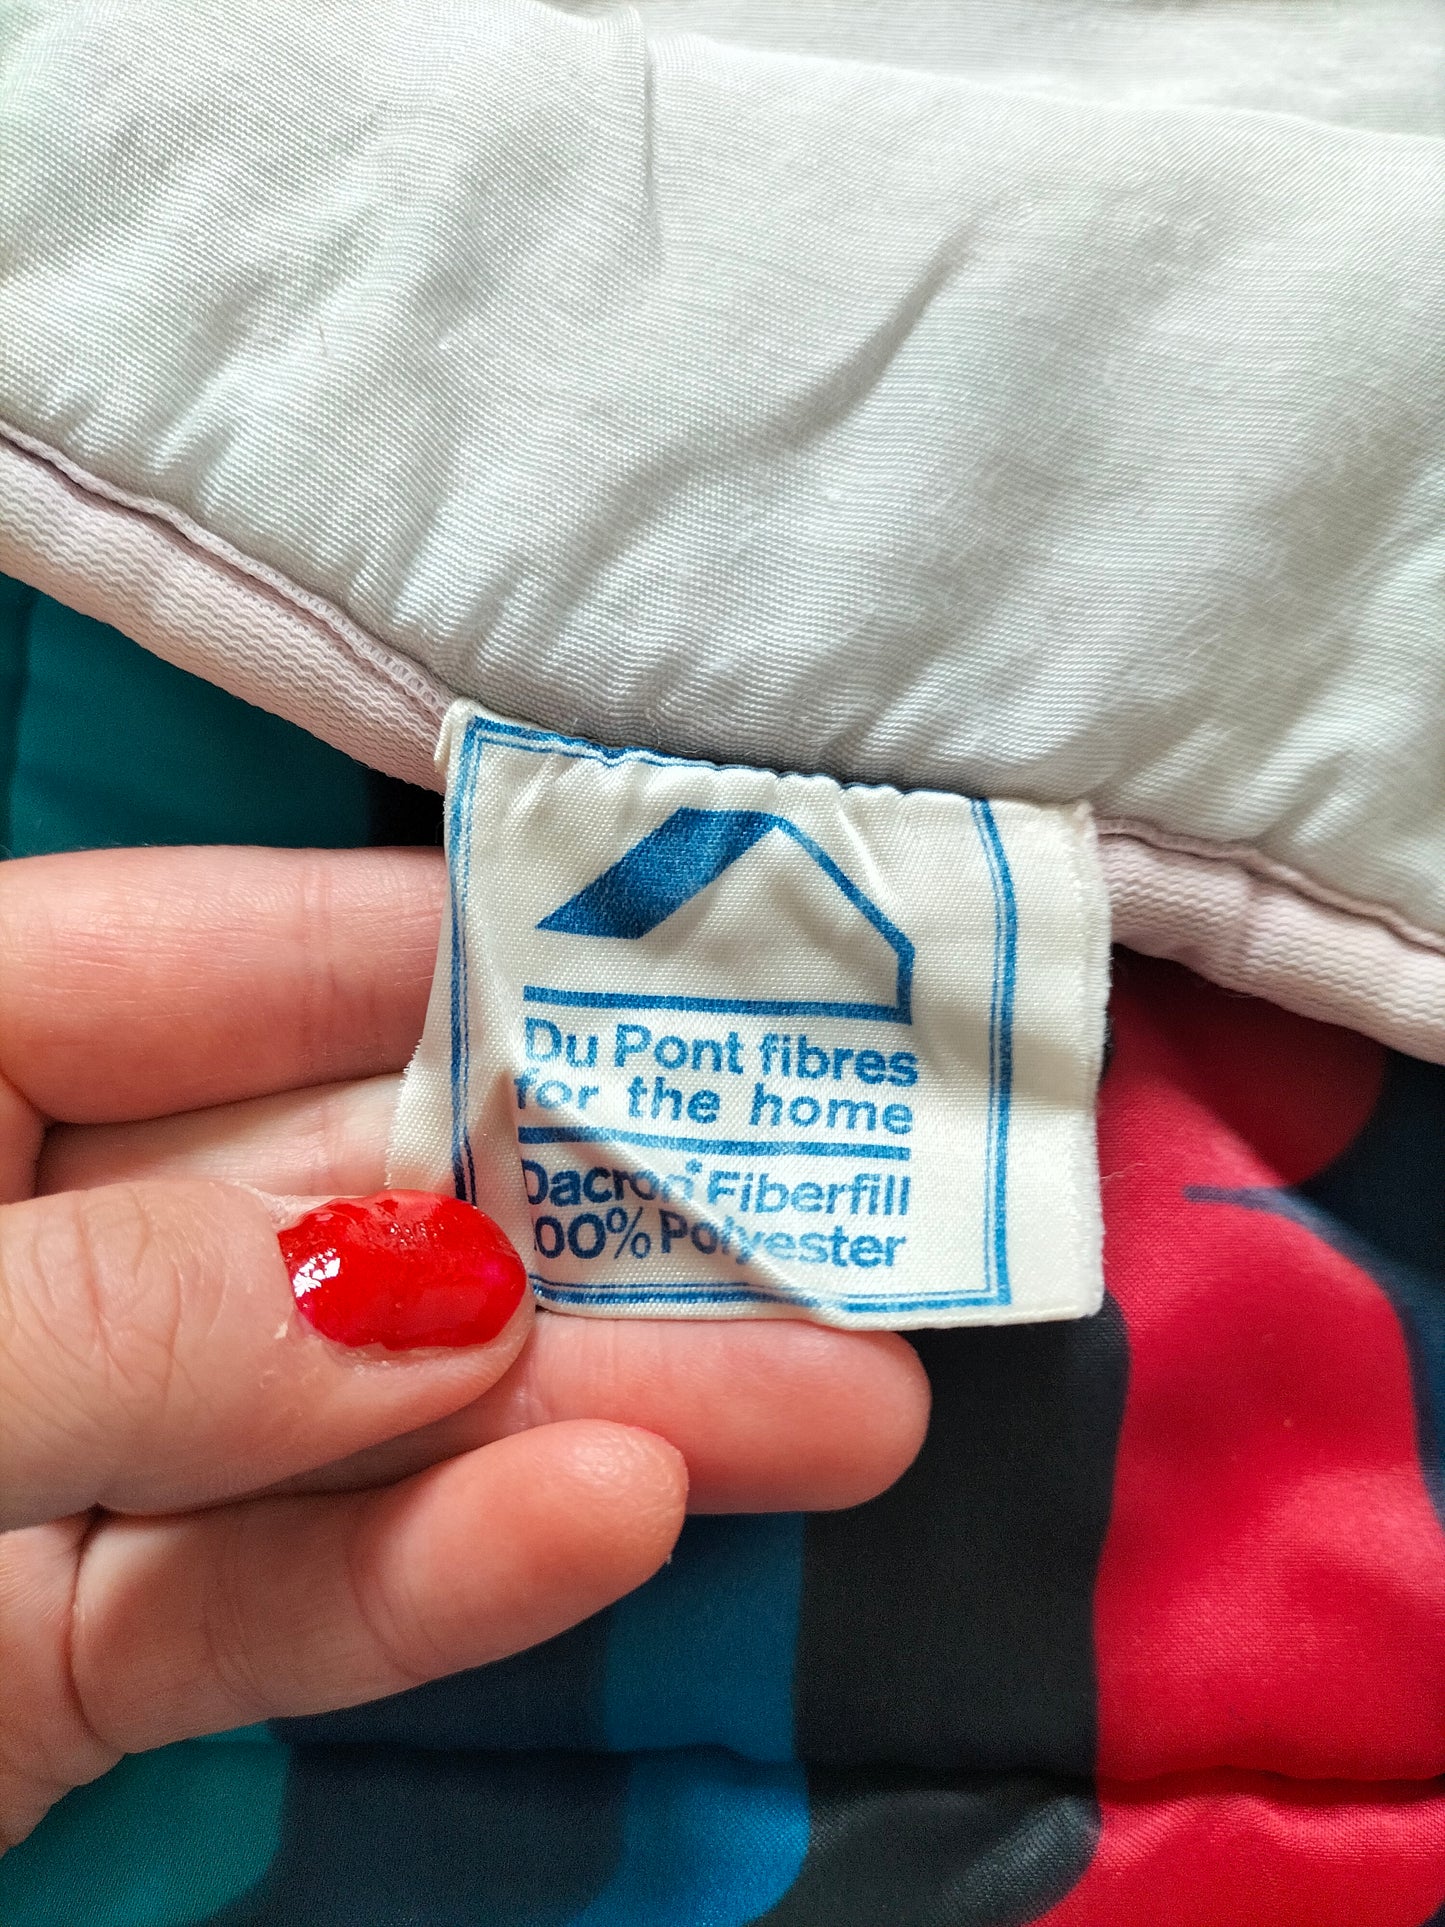 Du Pont fibres
for the home
Dacron* Fiberfill
100% Polyester